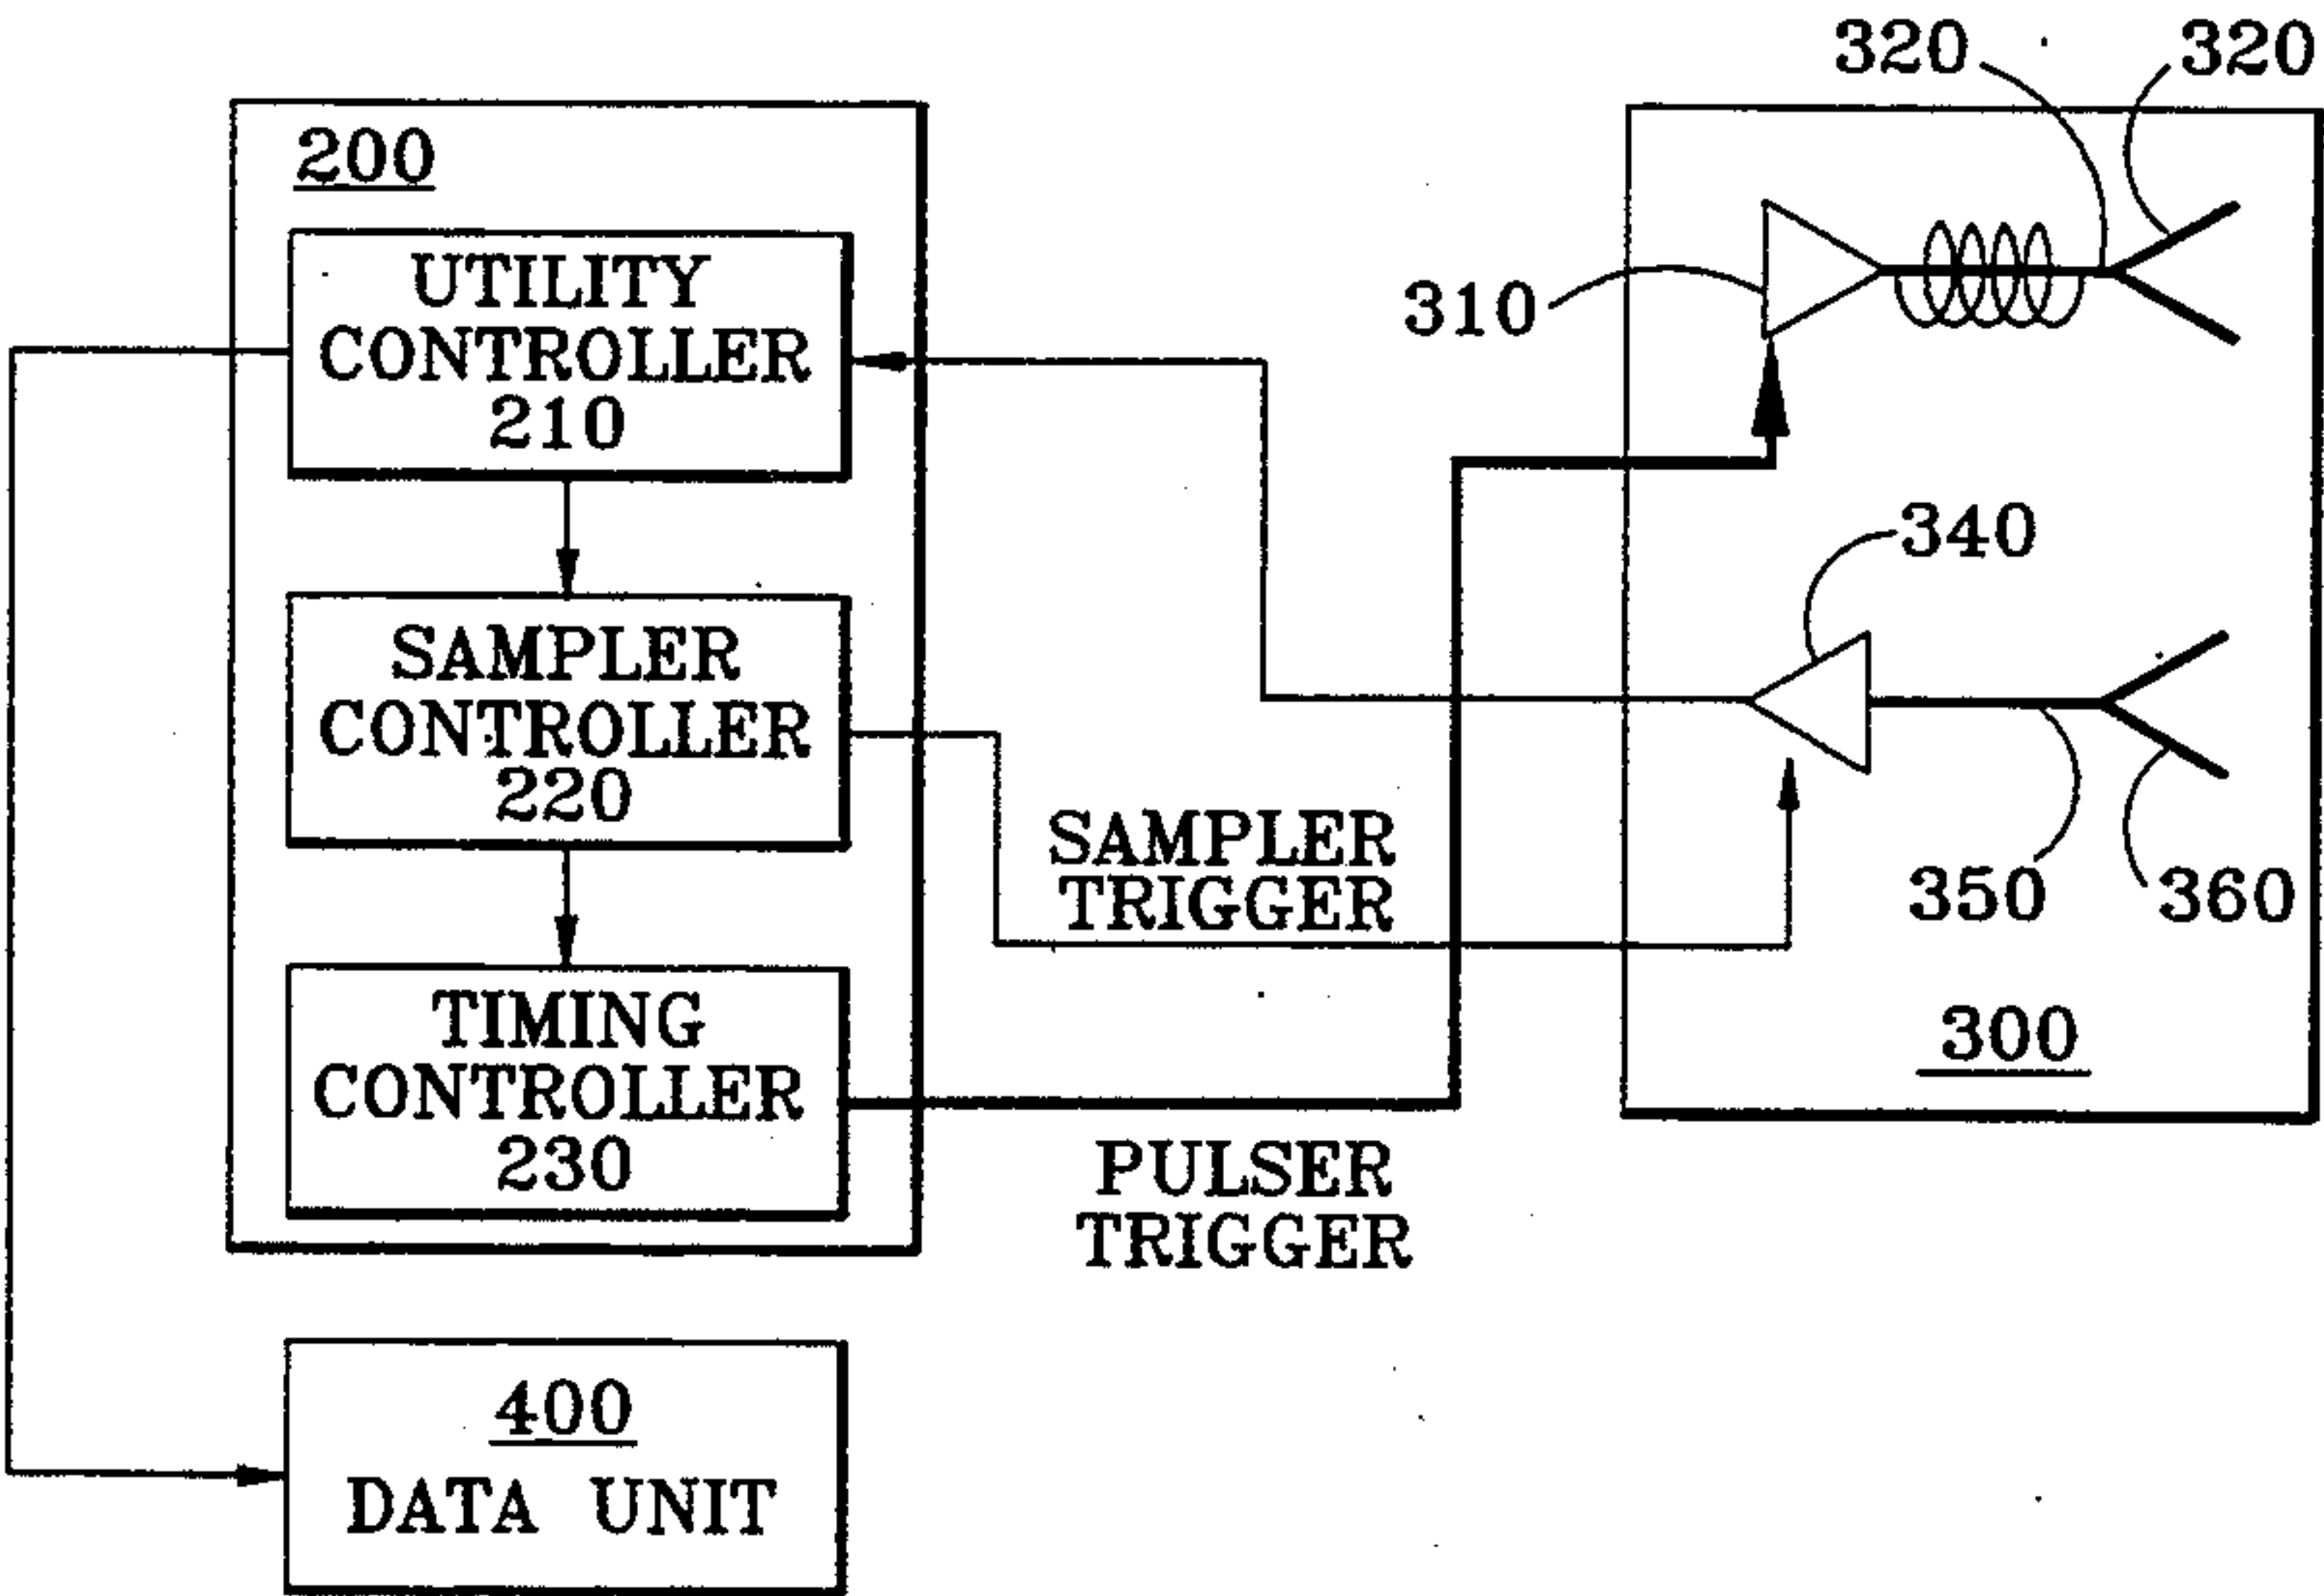 320
320
200
UTILITY
CONTROLLER
210
310
340
SAMPLER
CONTROLLER
220
SAMPLER
TRIGGER
350
360
TIMING
CONTROLLER
230
300
PULSER
TRIGGER
400
DATA UNIT